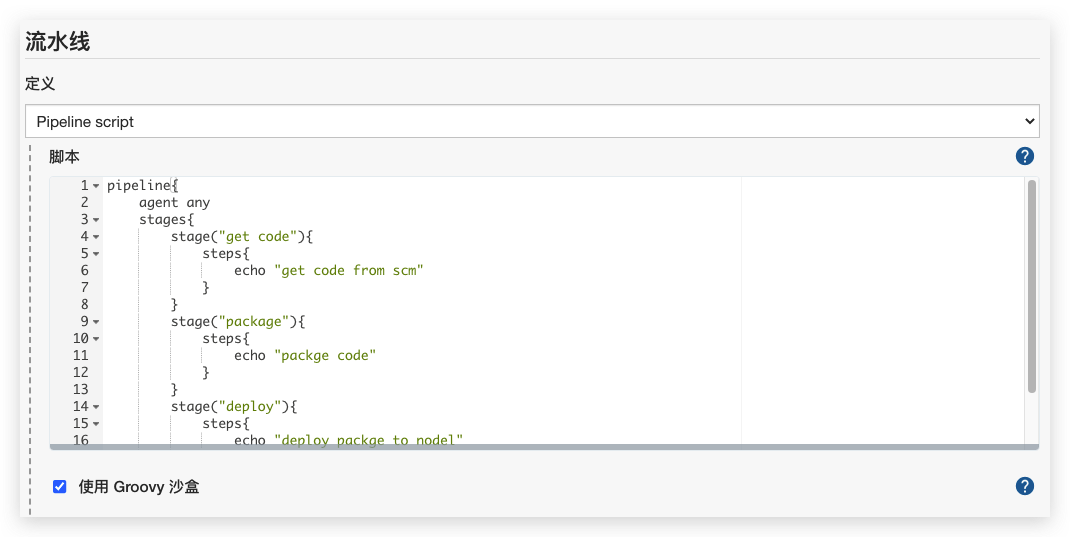 流水线
定义
Pipeline script
脚本
?
1 pipeline{
2     agent any
3     stages{
4         stage("get code"){
5             steps{
6                 echo "get code from scm"
7             }
8         }
9         stage("package"){
10             steps{
11                 echo "packge code"
12             }
13         }
14         stage("deploy"){
15             steps{
16                 echo "deploy packge to node1"
使用 Groovy 沙盒
?